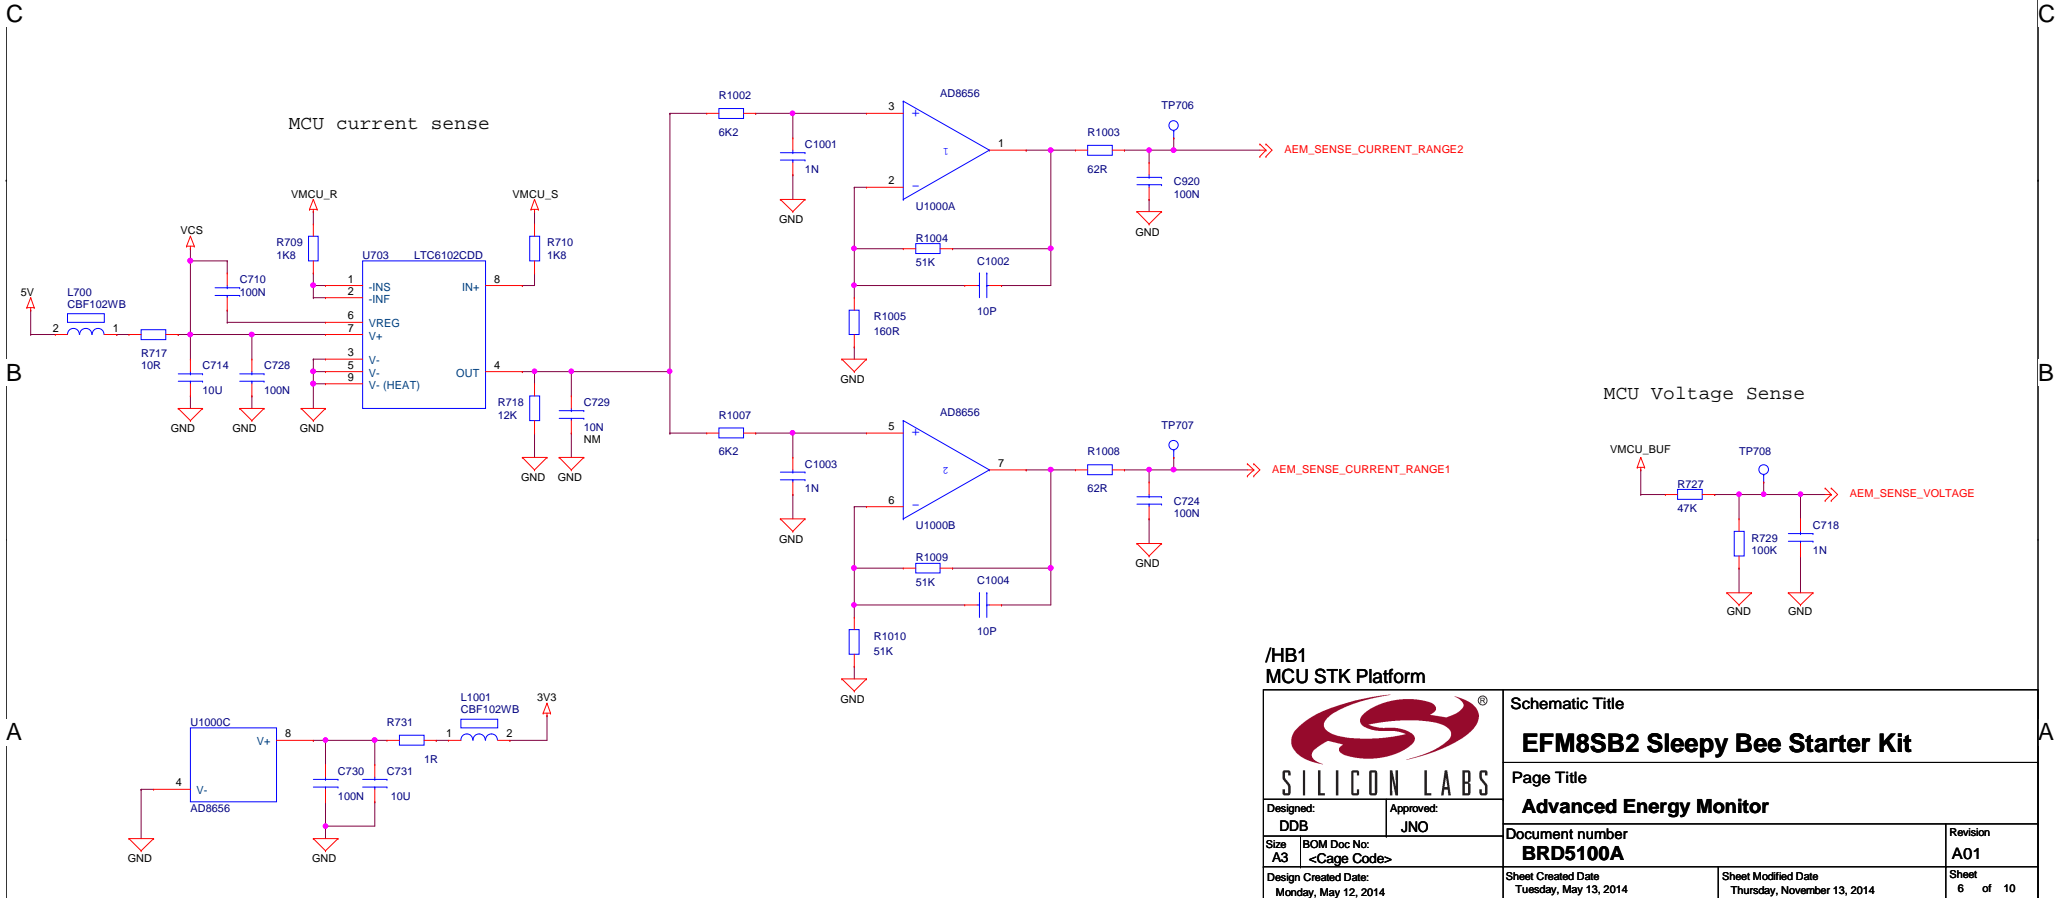 C
C
MCU current sense
R1002
6K2
C1001
1N
GND
3
2
AD8656
+
-
1
U1000A
1
R1003
62R
TP706
AEM_SENSE_CURRENT_RANGE2
C920
100N
GND
R1004
51K
C1002
10P
R1005
160R
GND
VMCU_R
R709
1K8
VMCU_S
R710
1K8
VCS
C710
100N
5V
L700
CBF102WB
2
1
R717
10R
C714
10U
GND
C728
100N
GND
GND
U703
LTC6102CDD
1
-INS
2
-INF
6
VREG
7
V+
3
V-
5
V-
9
V- (HEAT)
IN+
8
OUT
4
R718
12K
GND
C729
10N
NM
GND
B
B
R1007
6K2
C1003
1N
GND
5
6
AD8656
+
-
2
U1000B
7
R1008
62R
TP707
AEM_SENSE_CURRENT_RANGE1
C724
100N
GND
R1009
51K
C1004
10P
R1010
51K
GND
MCU Voltage Sense
VMCU_BUF
R727
47K
TP708
AEM_SENSE_VOLTAGE
R729
100K
GND
C718
1N
GND
A
A
U1000C
V+
8
4
V-
AD8656
GND
C730
100N
C731
10U
GND
R731
1R
L1001
CBF102WB
1
2
3V3
/HB1
MCU STK Platform
®
SILICON LABS
Schematic Title
EFM8SB2 Sleepy Bee Starter Kit
Page Title
Advanced Energy Monitor
Designed:
DDB
Approved:
JNO
Document number
BRD5100A
Revision
A01
Size
A3
BOM Doc No:
<Cage Code>
Design Created Date:
Monday, May 12, 2014
Sheet Created Date
Tuesday, May 13, 2014
Sheet Modified Date
Thursday, November 13, 2014
Sheet
6 of 10